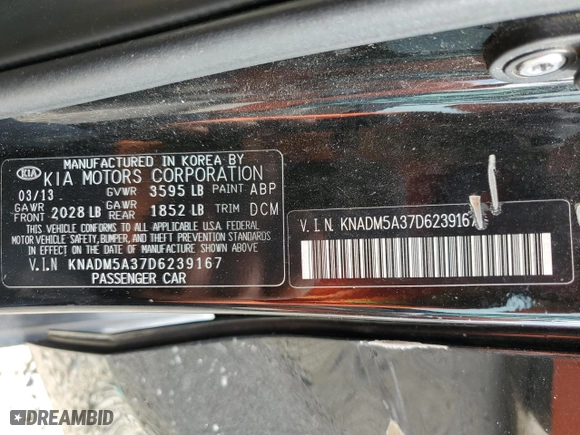 MANUFACTURED IN KOREA BY
KIA KIA MOTORS CORPORATION
03/13 GVWR 3595 LB PAINT ABP
GAWR FRONT 2028 LB GAWR REAR 1852 LB TRIM DCM
THIS VEHICLE CONFORMS TO ALL APPLICABLE U.S.A FEDERAL
MOTOR VEHICLE SAFETY, BUMPER, AND THEFT PREVENTION
STANDARDS IN EFFECT ON THE DATE OF
MANUFACTURE SHOWN ABOVE
V.I.N KNADM5A37D6239167
PASSENGER CAR
V.I.N. KNADM5A37D6239167
DREAMBID